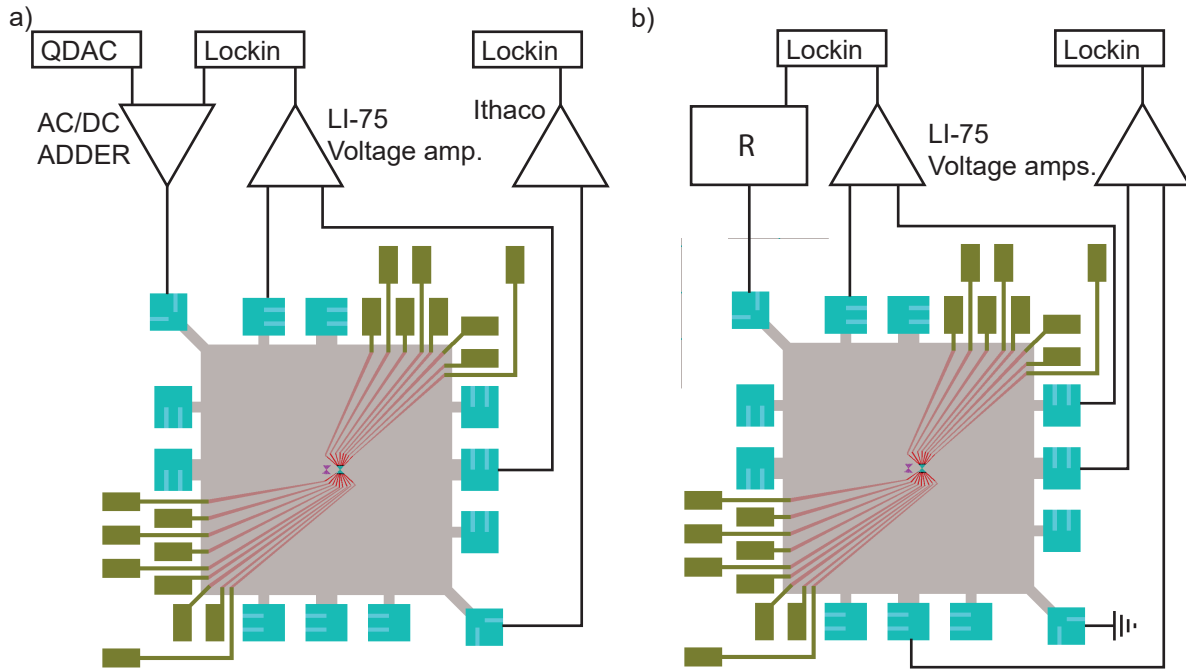 a)
QDAC
Lockin
Lockin
AC/DC
ADDER
LI-75
Voltage amp.
Ithaco
b)
Lockin
Lockin
R
LI-75
Voltage amps.